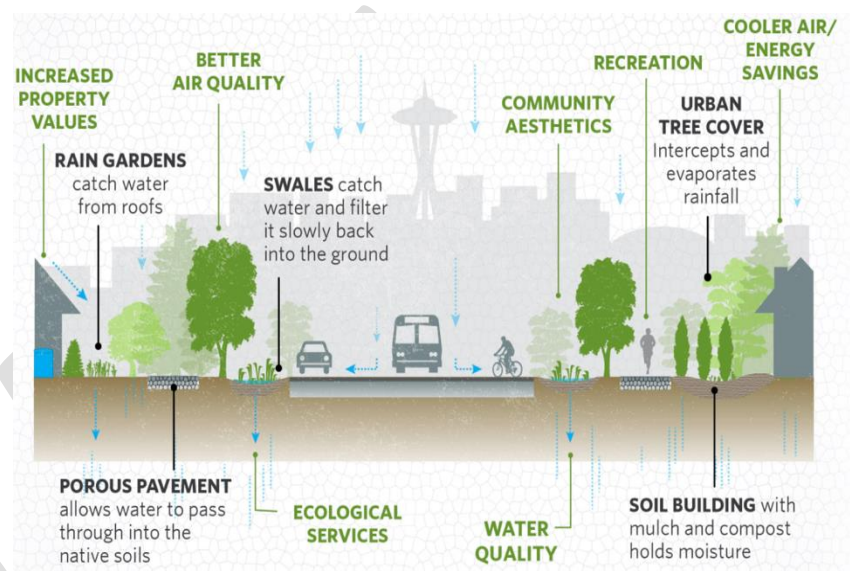 INCREASED
PROPERTY
VALUES
BETTER
AIR QUALITY
RAIN GARDENS
catch water
from roofs
SWALES catch
water and filter
it slowly back
into the ground
COMMUNITY
AESTHETICS
RECREATION
COOLER AIR/
ENERGY
SAVINGS
URBAN
TREE COVER
Intercepts and
evaporates
rainfall
POROUS PAVEMENT
allows water to pass
through into the
native soils
ECOLOGICAL
SERVICES
WATER
QUALITY
SOIL BUILDING with
mulch and compost
holds moisture